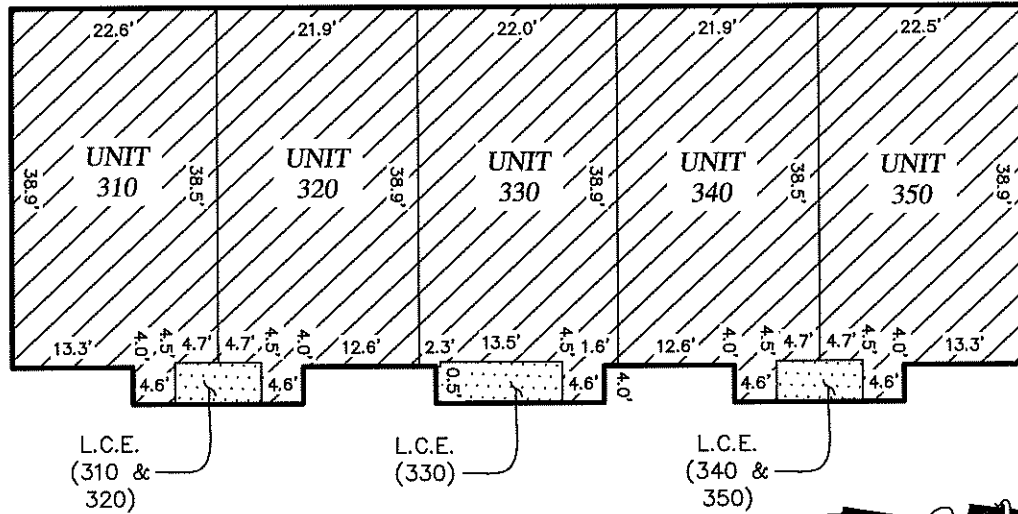 22.6' 21.9' 22.0' 21.9' 22.5'
UNIT 310
UNIT 320
UNIT 330
UNIT 340
UNIT 350
38.9' 38.5' 38.9' 38.9' 38.5' 38.9'
13.3' 4.0' 4.5' 4.7' 4.7' 4.5' 4.0' 12.6' 2.3' 13.5' 4.5' 1.6' 12.6' 4.0' 4.5' 4.7' 4.7' 4.5' 4.0' 13.3'
4.6' 4.6' 0.5' 4.6' 4.0' 4.6' 4.6'
L.C.E.
(310 &
320)
L.C.E.
(330)
L.C.E.
(340 &
350)